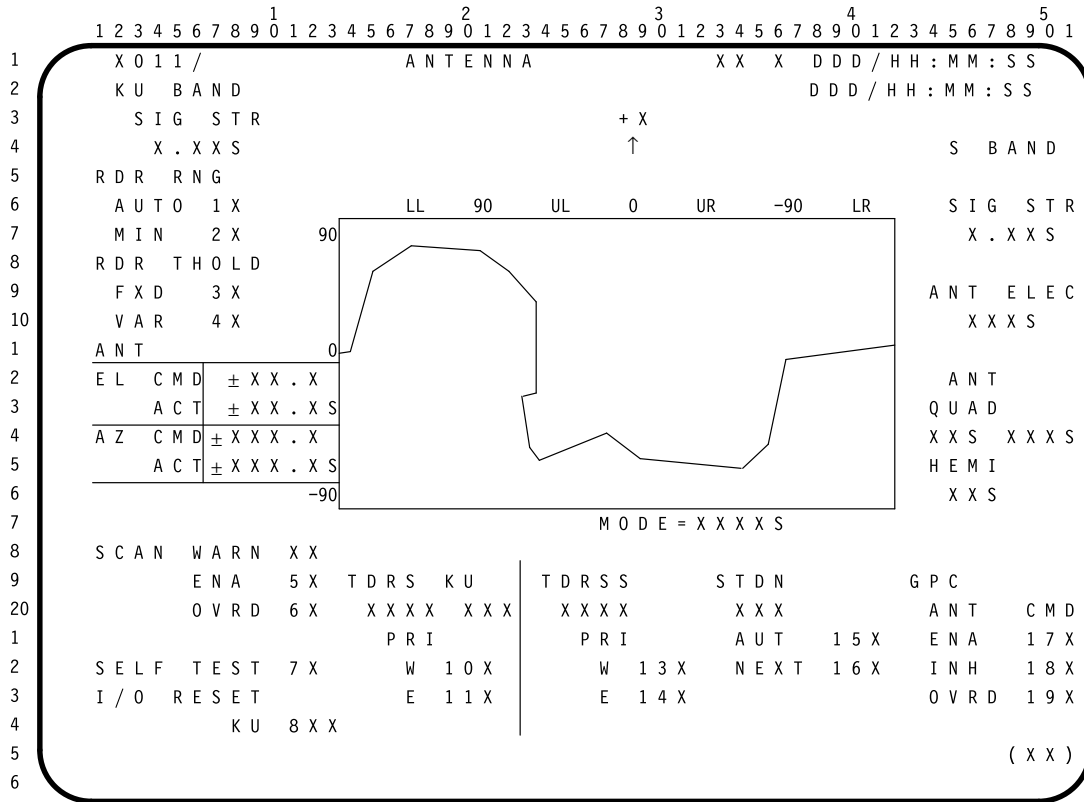 1 2 3 4 5
1 2 3 4 5 6 7 8 9 0 1 2 3 4 5 6 7 8 9 0 1 2 3 4 5 6 7 8 9 0 1 2 3 4 5 6 7 8 9 0 1 2 3 4 5 6 7 8 9 0 1
1 XO11/ ANTENNA XX X DDD/HH:MM:SS
2 KU BAND DDD/HH:MM:SS
3 SIG STR +X
4 X.XXS ↑ S BAND
5 RDR RNG
6 AUTO 1X LL 90 UL 0 UR −90 LR SIG STR
7 MIN 2X 90 X.XXS
8 RDR THOLD
9 FXD 3X ANT ELEC
10 VAR 4X XXXS
1 ANT 0
2 EL CMD ±XX.X ANT
3 ACT ±XX.XS QUAD
4 AZ CMD ±XXX.X XXS XXXS
5 ACT ±XXX.XS HEMI
6 −90 XXS
7 MODE=XXXXS
8 SCAN WARN XX
9 ENA 5X TDRS KU TDRSS STDN GPC
20 OVRD 6X XXXX XXX XXXX XXX ANT CMD
1 PRI PRI AUT 15X ENA 17X
2 SELF TEST 7X W 10X W 13X NEXT 16X INH 18X
3 I/O RESET E 11X E 14X OVRD 19X
4 KU 8XX
5 (XX)
6